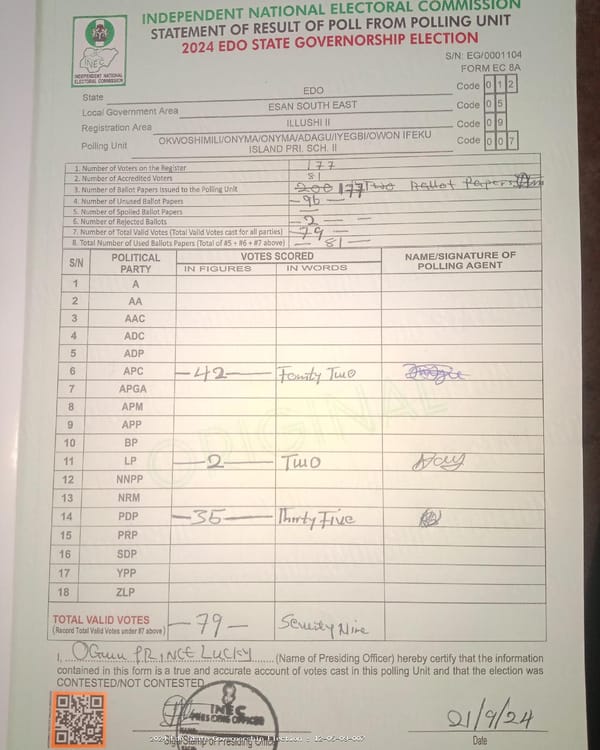 INDEPENDENT NATIONAL ELECTORAL COMMISSION
STATEMENT OF RESULT OF POLL FROM POLLING UNIT
2024 EDO STATE GOVERNORSHIP ELECTION
INEC
INDEPENDENT NATIONAL
ELECTORAL COMMISSION
S/N: EG/0001104
FORM EC 8A
State EDO Code 0 1 2
Local Government Area ESAN SOUTH EAST Code 0 5
Registration Area ILLUSHI II Code 0 9
Polling Unit OKWOSHIMILI/ONYMA/ONYMA/ADAGU/IYEGBI/OWON IFEKU ISLAND PRI. SCH. II Code 0 0 7
1. Number of Voters on the Register 177
2. Number of Accredited Voters 81
3. Number of Ballot Papers Issued to the Polling Unit 200 177 Two Ballot Papers
4. Number of Unused Ballot Papers -96-
5. Number of Spoiled Ballot Papers —
6. Number of Rejected Ballots -2- —
7. Number of Total Valid Votes (Total Valid Votes cast for all parties) 79 —
8. Total Number of Used Ballots Papers (Total of #5 + #6 + #7 above) — 81 —
S/N POLITICAL PARTY VOTES SCORED NAME/SIGNATURE OF POLLING AGENT
IN FIGURES IN WORDS
1 A
2 AA
3 AAC
4 ADC
5 ADP
6 APC -42- Fourty Two
7 APGA
8 APM
9 APP
10 BP
11 LP -2- Two
12 NNPP
13 NRM
14 PDP -35- Thirty Five
15 PRP
16 SDP
17 YPP
18 ZLP
ORIGINAL
TOTAL VALID VOTES -79- Seventy Nine
(Record Total Valid Votes under #7 above)
I, OGUN PRINCE LUCKY (Name of Presiding Officer) hereby certify that the information
contained in this form is a true and accurate account of votes cast in this polling Unit and that the election was
CONTESTED/NOT CONTESTED
INEC
PRESIDING OFFICER
21/9/24
Sign/Stamp of Presiding Office
Date